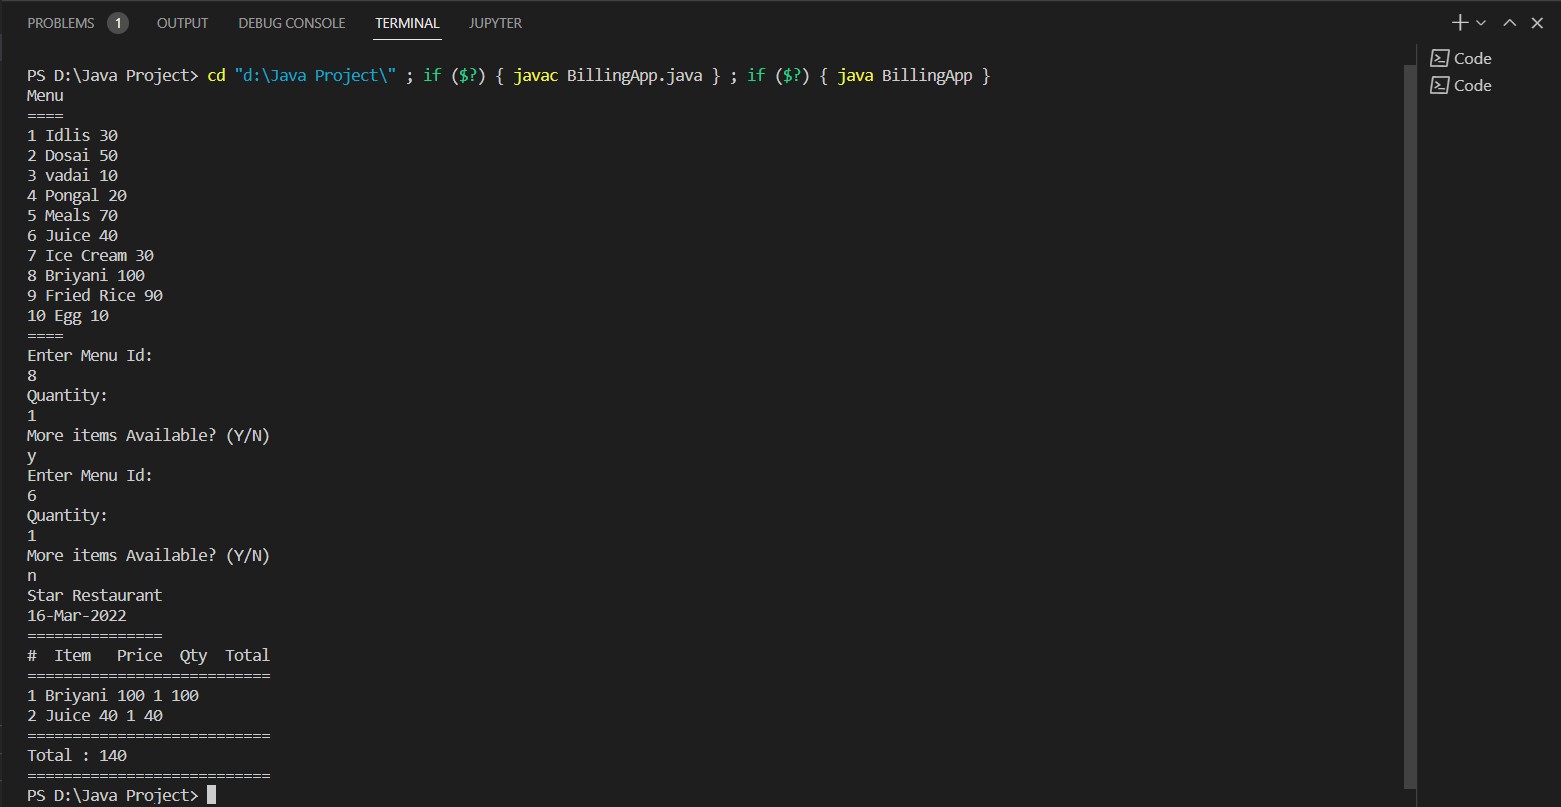 PROBLEMS 1 OUTPUT DEBUG CONSOLE TERMINAL JUPYTER
Code
Code
PS D:\Java Project> cd "d:\Java Project\" ; if ($?) { javac BillingApp.java } ; if ($?) { java BillingApp }
Menu
====
1 Idlis 30
2 Dosai 50
3 vadai 10
4 Pongal 20
5 Meals 70
6 Juice 40
7 Ice Cream 30
8 Briyani 100
9 Fried Rice 90
10 Egg 10
====
Enter Menu Id:
8
Quantity:
1
More items Available? (Y/N)
y
Enter Menu Id:
6
Quantity:
1
More items Available? (Y/N)
n
Star Restaurant
16-Mar-2022
===============
#  Item   Price  Qty  Total
===========================
1 Briyani 100 1 100
2 Juice 40 1 40
===========================
Total : 140
===========================
PS D:\Java Project>